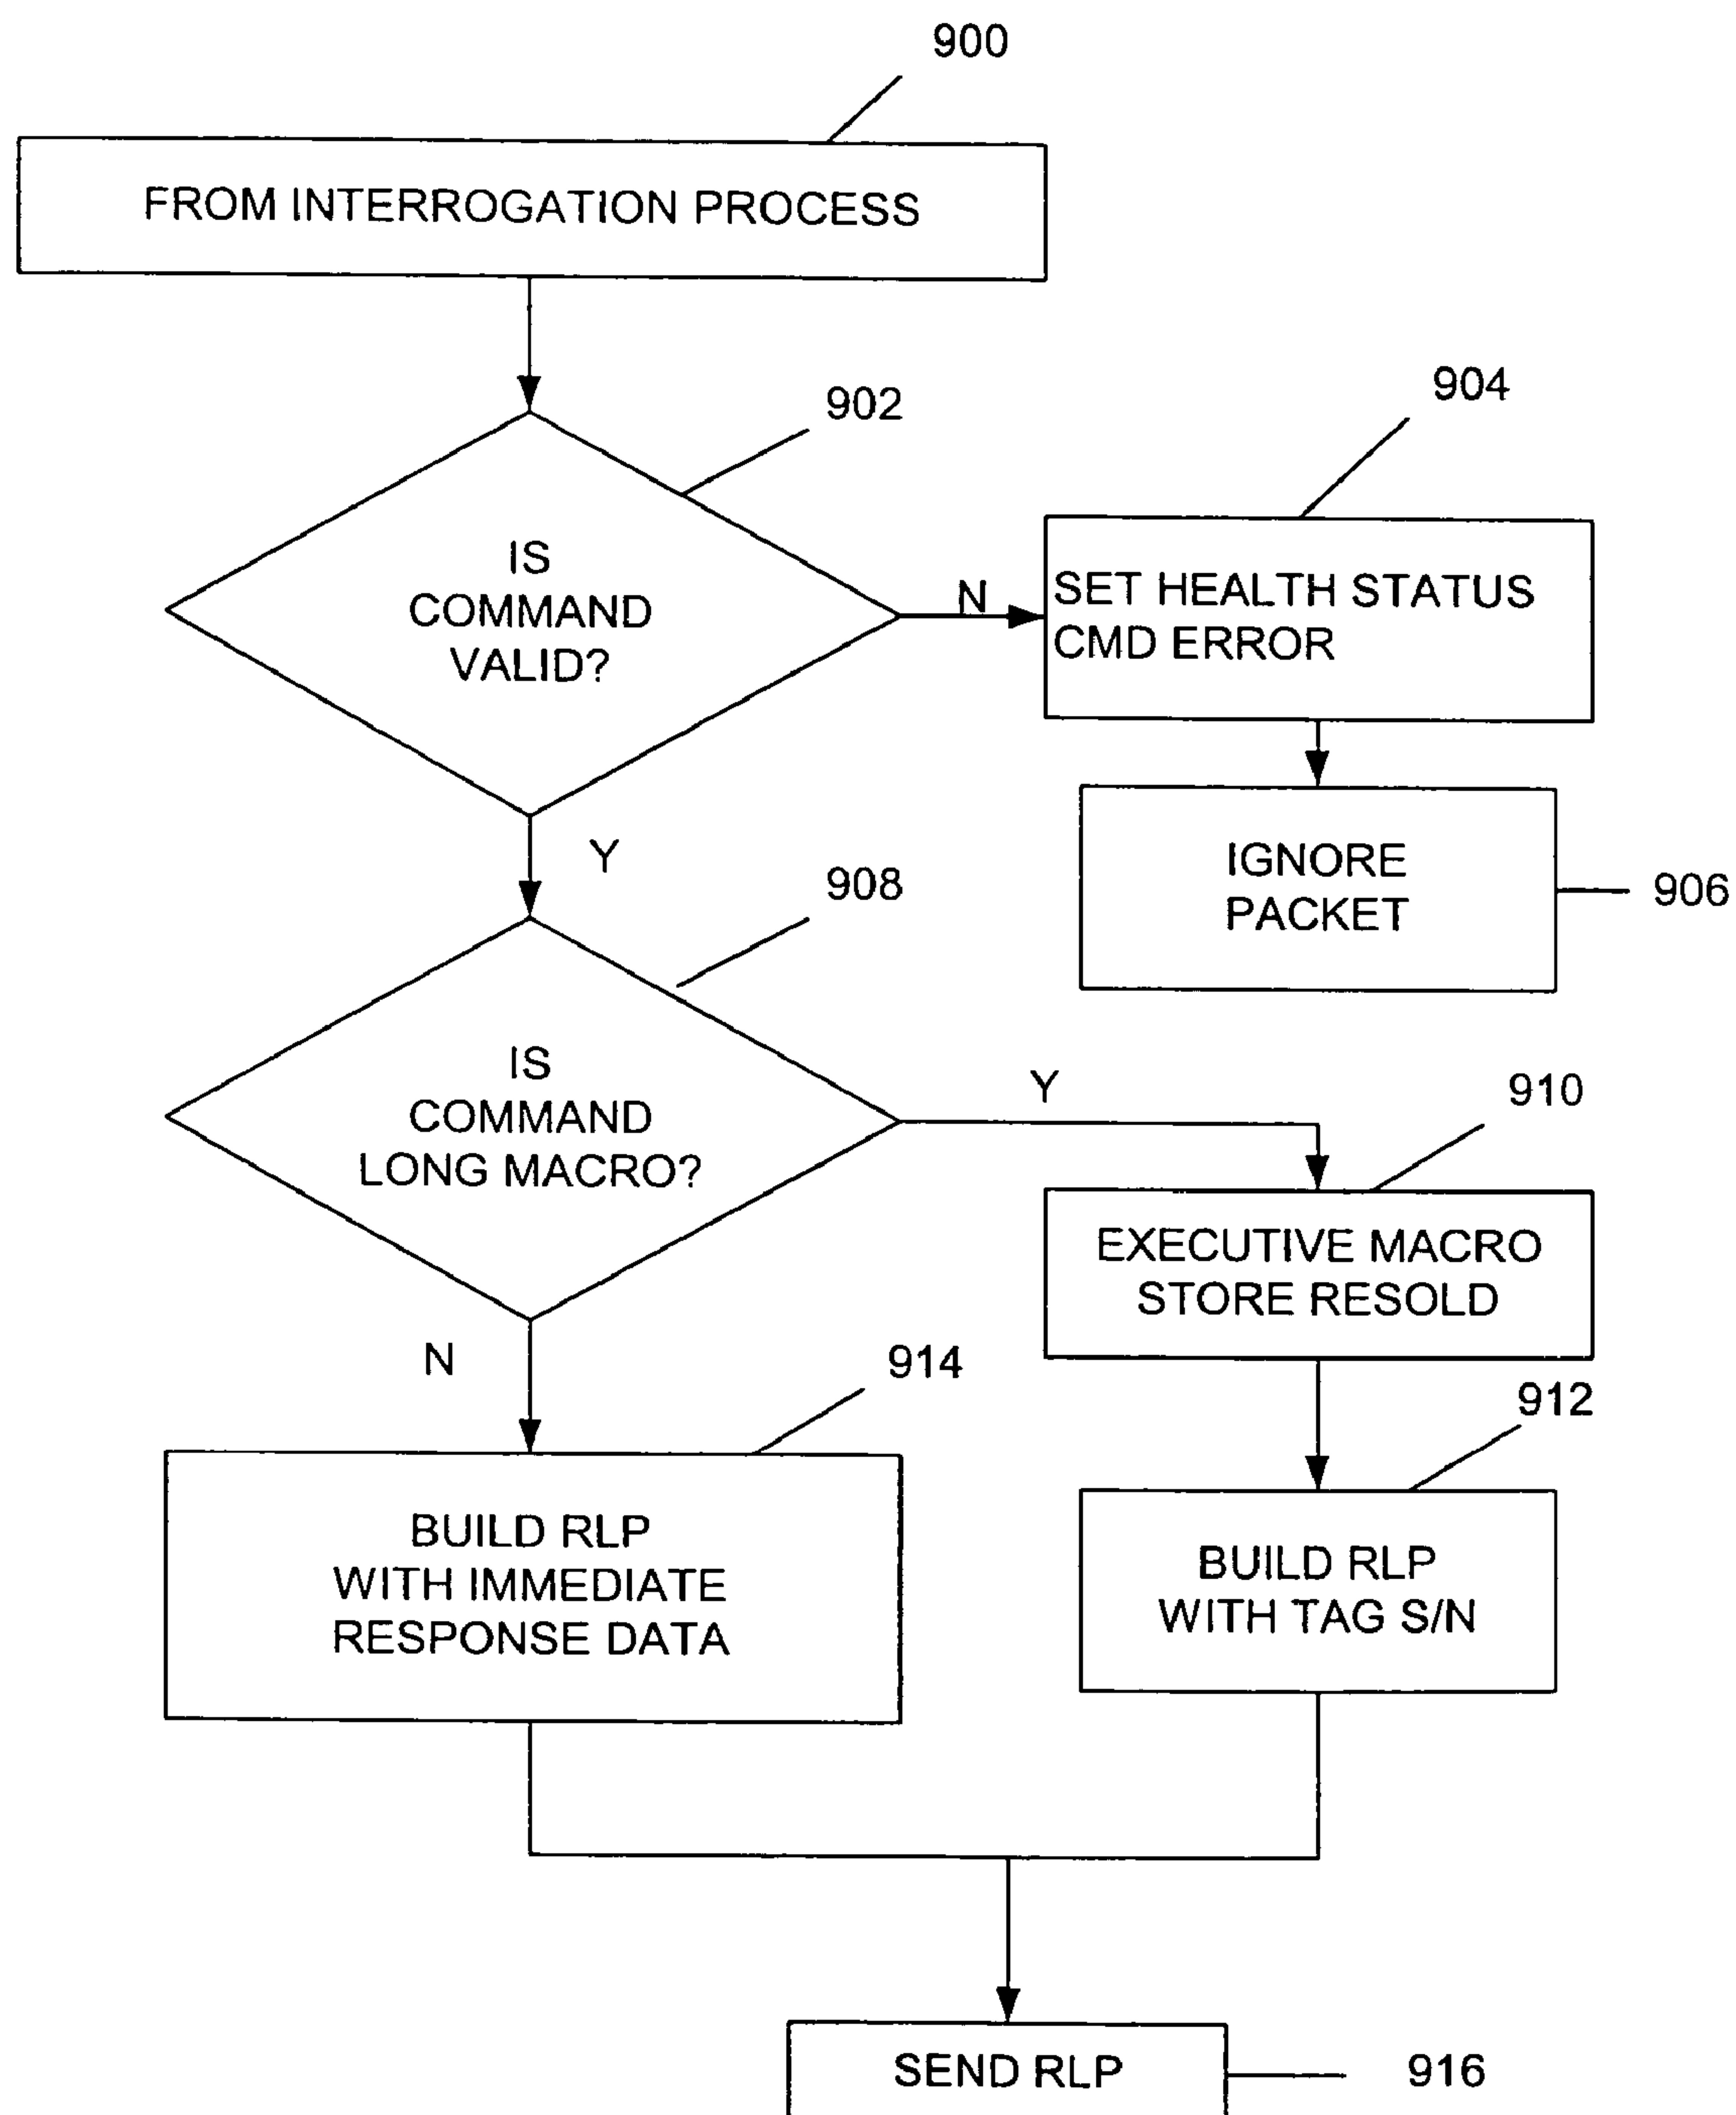 900
FROM INTERROGATION PROCESS
902
904
IS
COMMAND
VALID?
N
SET HEALTH STATUS
CMD ERROR
Y
IGNORE
PACKET
906
908
IS
COMMAND
LONG MACRO?
Y
910
EXECUTIVE MACRO
STORE RESOLD
N
914
912
BUILD RLP
WITH IMMEDIATE
RESPONSE DATA
BUILD RLP
WITH TAG S/N
SEND RLP
916